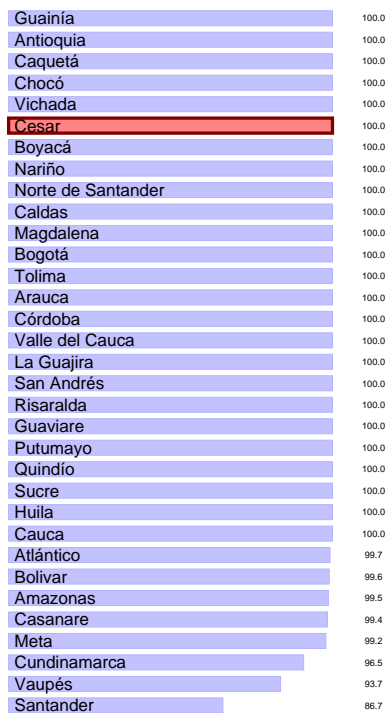 Guainía 100.0
Antioquia 100.0
Caquetá 100.0
Chocó 100.0
Vichada 100.0
Cesar 100.0
Boyacá 100.0
Nariño 100.0
Norte de Santander 100.0
Caldas 100.0
Magdalena 100.0
Bogotá 100.0
Tolima 100.0
Arauca 100.0
Córdoba 100.0
Valle del Cauca 100.0
La Guajira 100.0
San Andrés 100.0
Risaralda 100.0
Guaviare 100.0
Putumayo 100.0
Quindío 100.0
Sucre 100.0
Huila 100.0
Cauca 100.0
Atlántico 99.7
Bolivar 99.6
Amazonas 99.5
Casanare 99.4
Meta 99.2
Cundinamarca 96.5
Vaupés 93.7
Santander 86.7